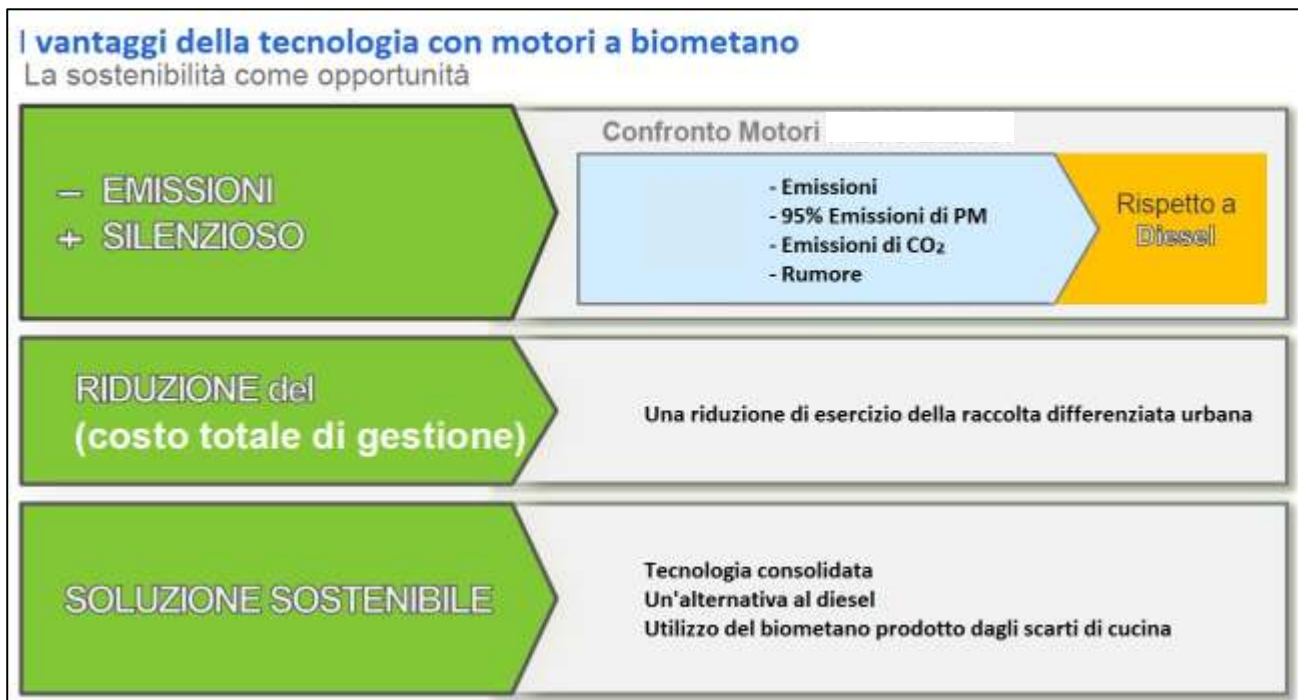 I vantaggi della tecnologia con motori a biometano
La sostenibilità come opportunità
– EMISSIONI
+ SILENZIOSO
Confronto Motori
- Emissioni
- 95% Emissioni di PM
- Emissioni di CO₂
- Rumore
Rispetto a
Diesel
RIDUZIONE del
(costo totale di gestione)
Una riduzione di esercizio della raccolta differenziata urbana
SOLUZIONE SOSTENIBILE
Tecnologia consolidata
Un'alternativa al diesel
Utilizzo del biometano prodotto dagli scarti di cucina